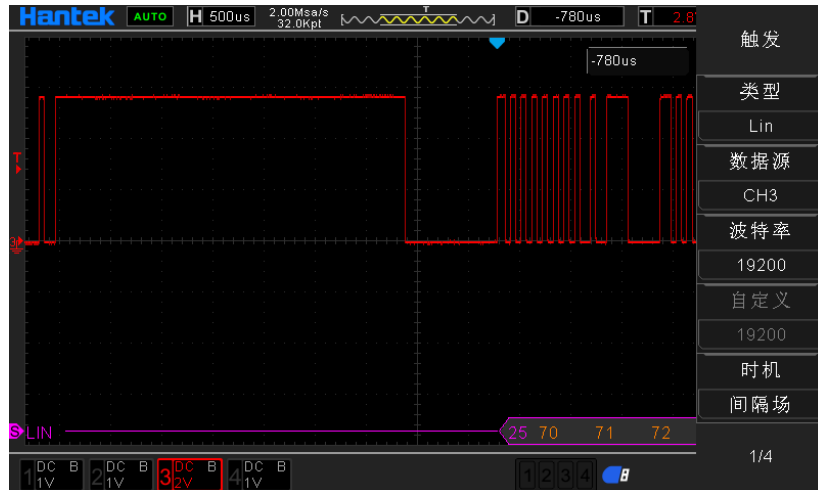 Hantek AUTO H 500us 2.00Msa/s 32.0Kpt T D -780us T 2.8
-780us
触发
类型
Lin
数据源
CH3
波特率
19200
自定义
19200
时机
间隔场
1/4
T
3
S LIN 25 70 71 72
1 DC B 1V 2 DC B 1V 3 DC B 2V 4 DC B 1V 1 2 3 4